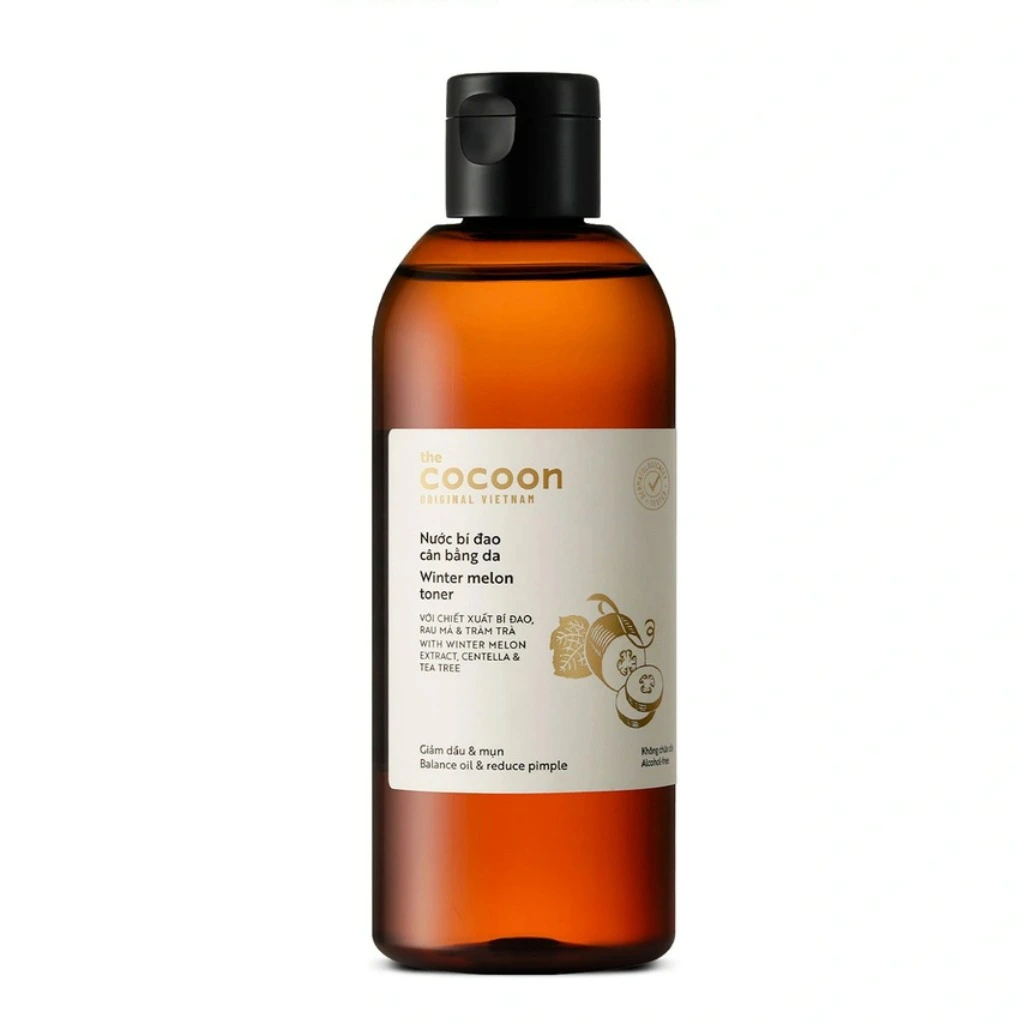 the
cocoon
ORIGINAL VIETNAM
Nước bí đao
cân bằng da
Winter melon
toner
VỚI CHIẾT XUẤT BÍ ĐAO,
RAU MÁ & TRÀM TRÀ
WITH WINTER MELON
EXTRACT, CENTELLA &
TEA TREE
Giảm dầu & mụn
Balance oil & reduce pimple
Không chứa
Alcohol-free